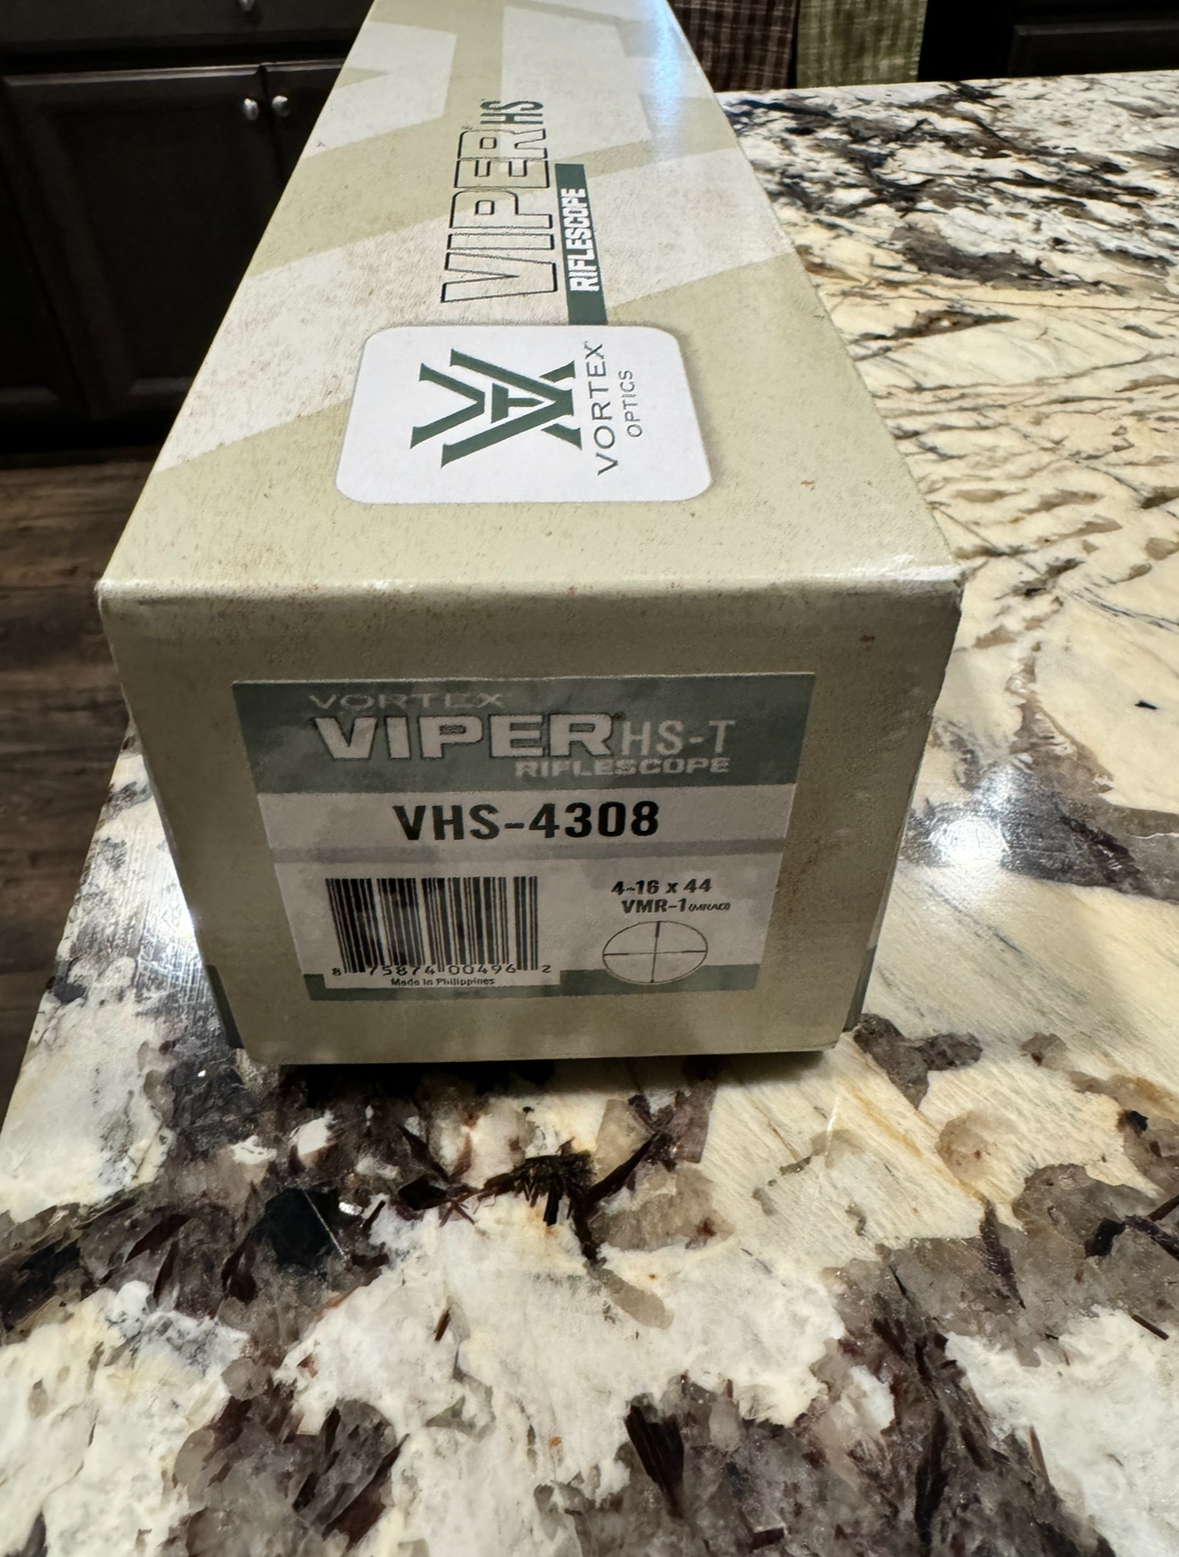 VIPER HS
RIFLESCOPE
VORTEX
OPTICS
VORTEX
VIPER HS-T
RIFLESCOPE
VHS-4308
4-16 x 44
VMR-1 (MRAD)
8 75874 00496 2
Made in Philippines